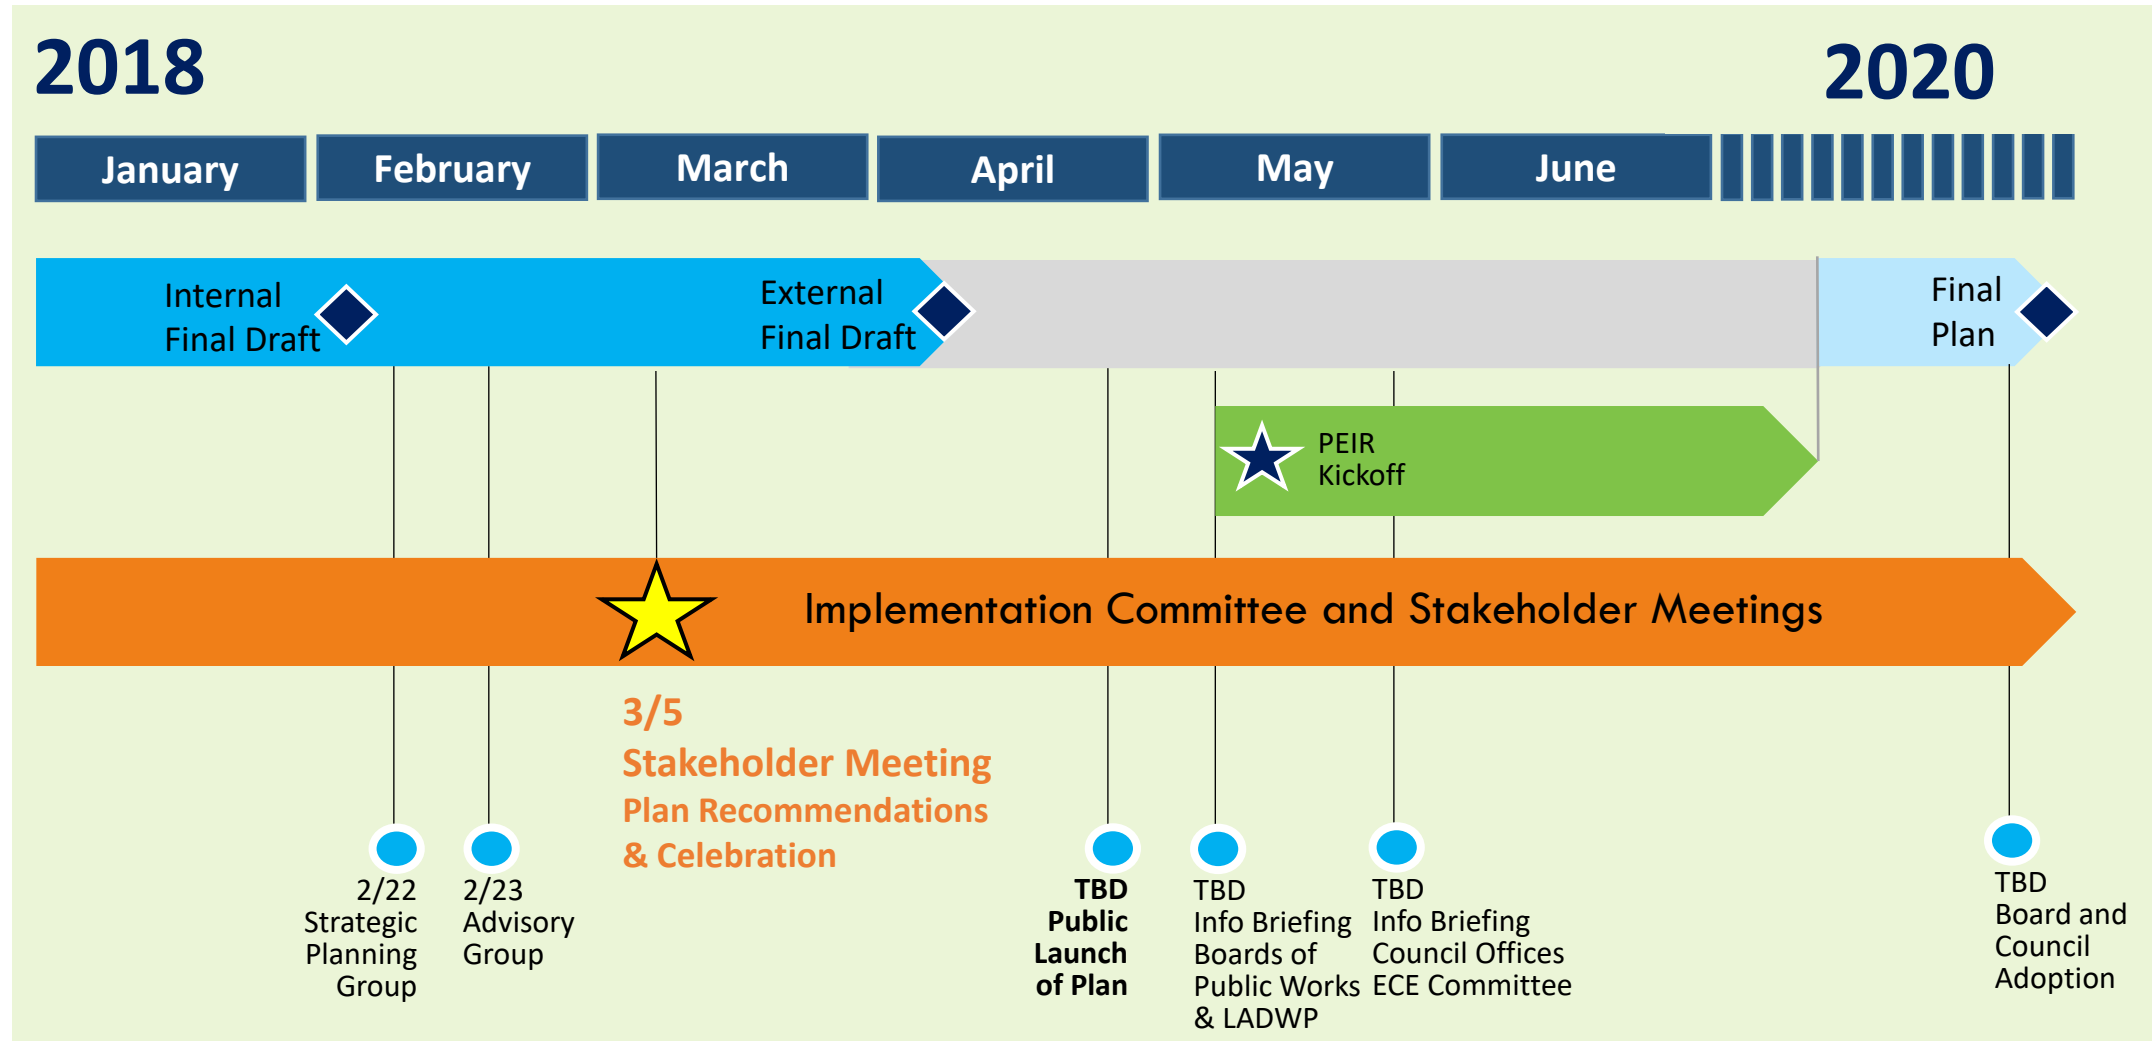 2018
2020
January
February
March
April
May
June
Internal
Final Draft
External
Final Draft
Final
Plan
PEIR
Kickoff
Implementation Committee and Stakeholder Meetings
3/5
Stakeholder Meeting
Plan Recommendations
& Celebration
2/22
Strategic
Planning
Group
2/23
Advisory
Group
TBD
Public
Launch
of Plan
TBD
Info Briefing
Boards of
Public Works
& LADWP
TBD
Info Briefing
Council Offices
ECE Committee
TBD
Board and
Council
Adoption